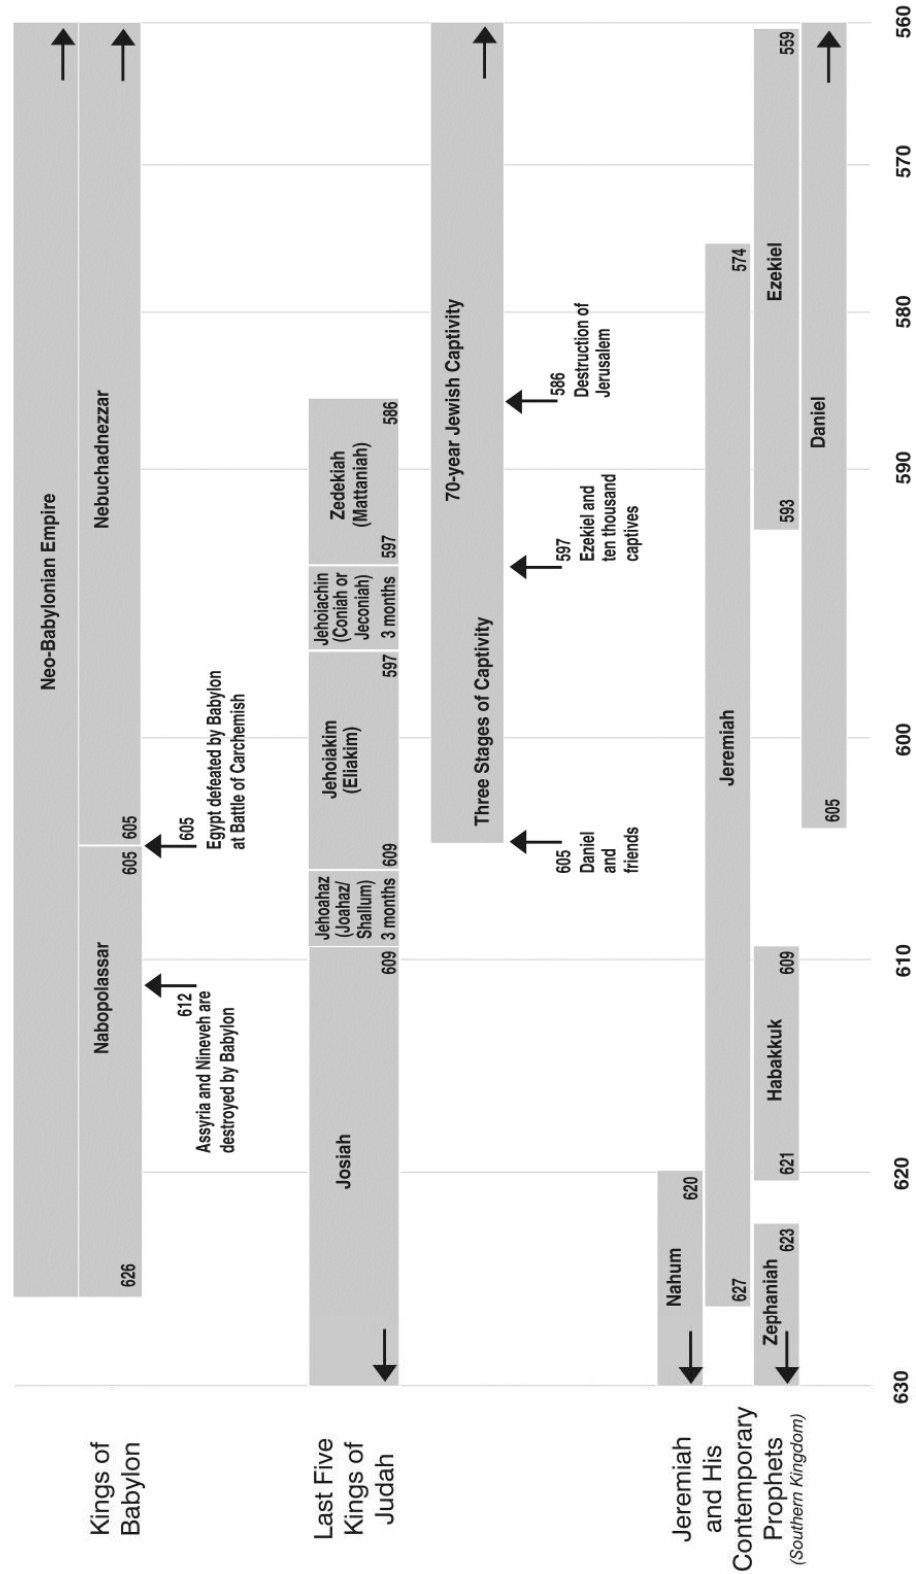 Kings of
Babylon
Neo-Babylonian Empire
626
Nabopolassar
605
605
Nebuchadnezzar
612
Assyria and Nineveh are
destroyed by Babylon
605
Egypt defeated by Babylon
at Battle of Carchemish
Last Five
Kings of
Judah
Josiah
609
Jehoahaz
(Joahaz/
Shallum)
3 months
609
Jehoiakim
(Eliakim)
597
Jehoiachin
(Coniah or
Jeconiah)
3 months
597
Zedekiah
(Mattaniah)
586
70-year Jewish Captivity
Three Stages of Captivity
605
Daniel
and
friends
597
Ezekiel and
ten thousand
captives
586
Destruction of
Jerusalem
Jeremiah
and His
Contemporary
Prophets
(Southern Kingdom)
Nahum
620
627
Jeremiah
574
Zephaniah
623
621
Habakkuk
609
593
Ezekiel
559
605
Daniel
630
620
610
600
590
580
570
560